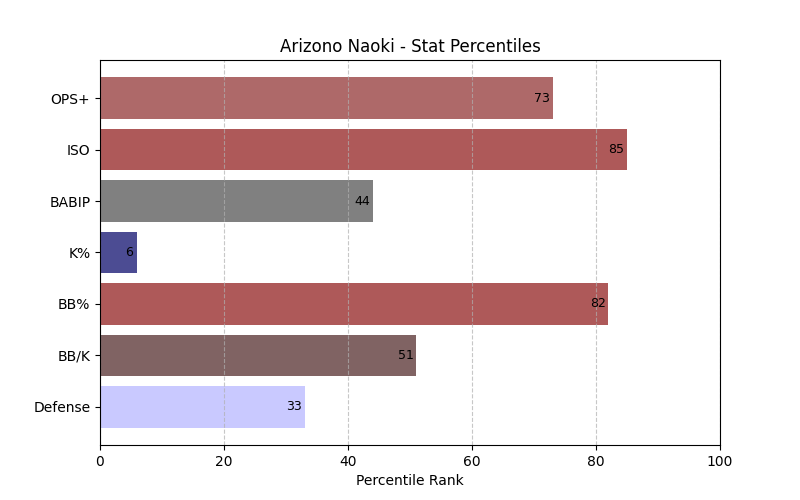 Arizono Naoki - Stat Percentiles
OPS+ 73
ISO 85
BABIP 44
K% 6
BB% 82
BB/K 51
Defense 33
0 20 40 60 80 100
Percentile Rank